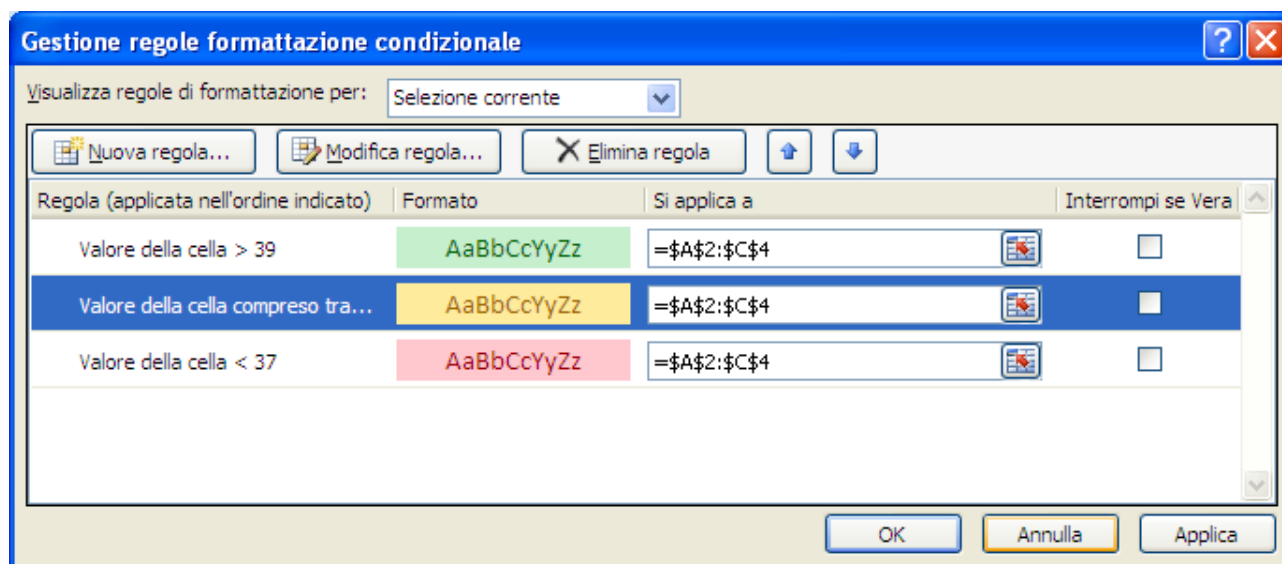 Gestione regole formattazione condizionale
Visualizza regole di formattazione per: Selezione corrente
Nuova regola... Modifica regola... Elimina regola
Regola (applicata nell'ordine indicato) Formato Si applica a Interrompi se Vera
Valore della cella > 39 AaBbCcYyZz =$A$2:$C$4
Valore della cella compreso tra... AaBbCcYyZz =$A$2:$C$4
Valore della cella < 37 AaBbCcYyZz =$A$2:$C$4
OK Annulla Applica